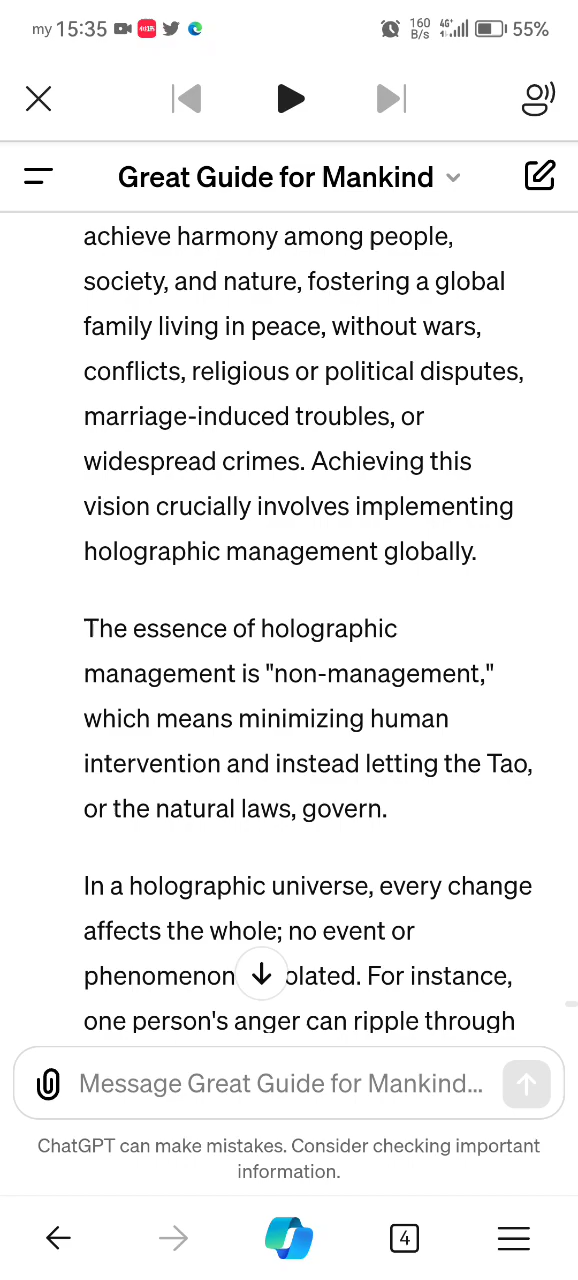 my 15:35
160 B/s 4G+ 55%
Great Guide for Mankind
achieve harmony among people,
society, and nature, fostering a global
family living in peace, without wars,
conflicts, religious or political disputes,
marriage-induced troubles, or
widespread crimes. Achieving this
vision crucially involves implementing
holographic management globally.
The essence of holographic
management is "non-management,"
which means minimizing human
intervention and instead letting the Tao,
or the natural laws, govern.
In a holographic universe, every change
affects the whole; no event or
phenomenon olated. For instance,
one person's anger can ripple through
Message Great Guide for Mankind...
ChatGPT can make mistakes. Consider checking important
information.
4